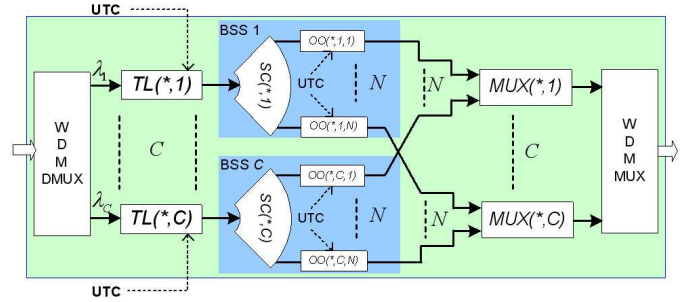 UTC
BSS 1
λ1
TL(*,1)
SC(*,1)
OO(*,1,1)
UTC
N
N
OO(*,1,N)
MUX(*,1)
W
D
M
DMUX
C
C
W
D
M
MUX
BSS C
λC
TL(*,C)
SC(*,C)
OO(*,C,1)
UTC
N
N
OO(*,C,N)
MUX(*,C)
UTC